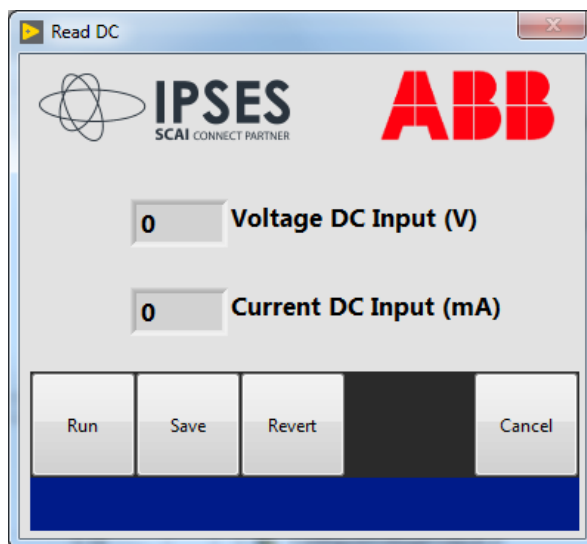 Read DC
IPSES
SCAI CONNECT PARTNER
ABB
0 Voltage DC Input (V)
0 Current DC Input (mA)
Run Save Revert Cancel